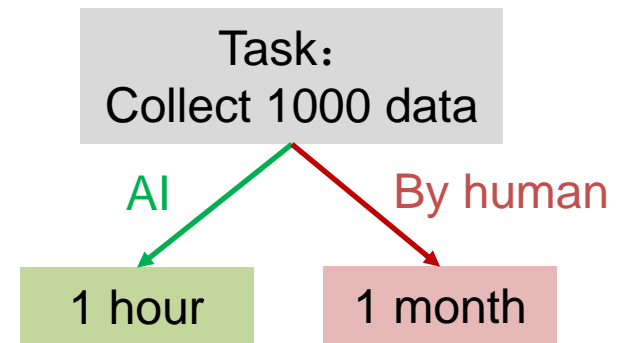 Task：
Collect 1000 data
AI
By human
1 hour
1 month